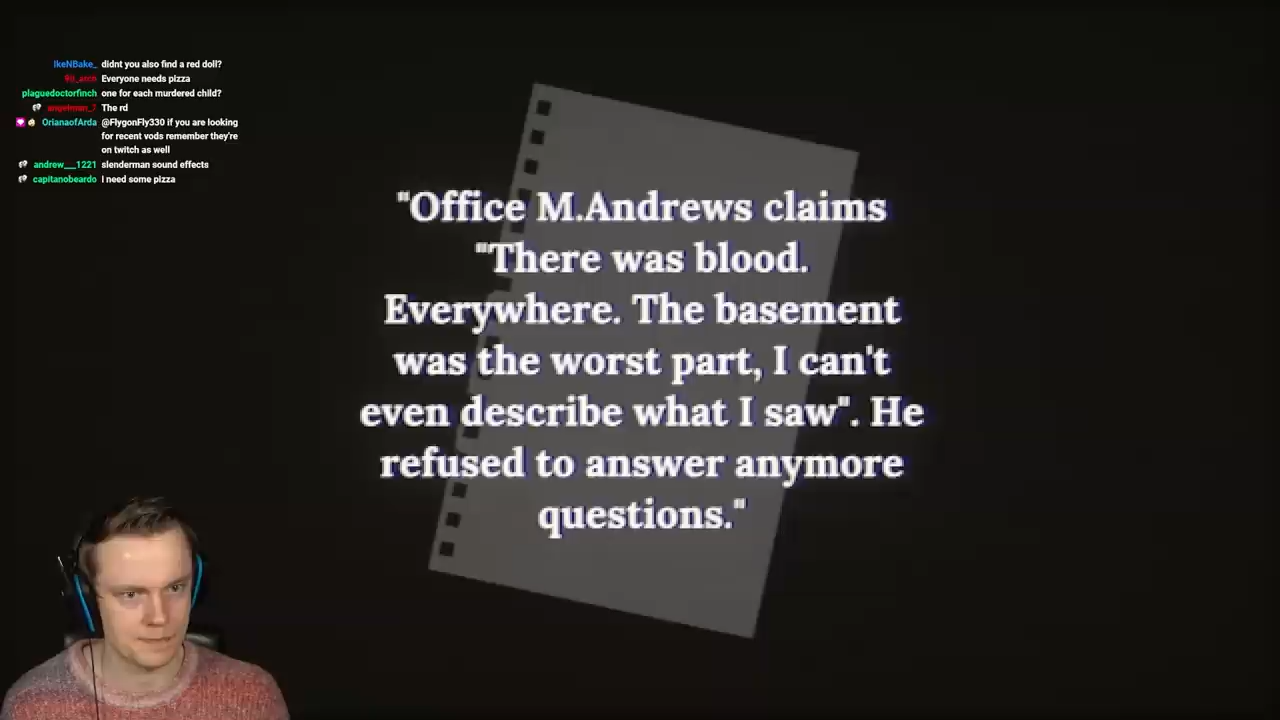 IkeNBake_ didnt you also find a red doll?
Everyone needs pizza
plaguedoctorfinch one for each murdered child?
angelman_7 The rd
OrianaofArda @FlygonFly330 if you are looking
for recent vods remember they're
on twitch as well
andrew___1221 slenderman sound effects
capitanobeardo I need some pizza
"Office M.Andrews claims
"There was blood.
Everywhere. The basement
was the worst part, I can't
even describe what I saw". He
refused to answer anymore
questions."